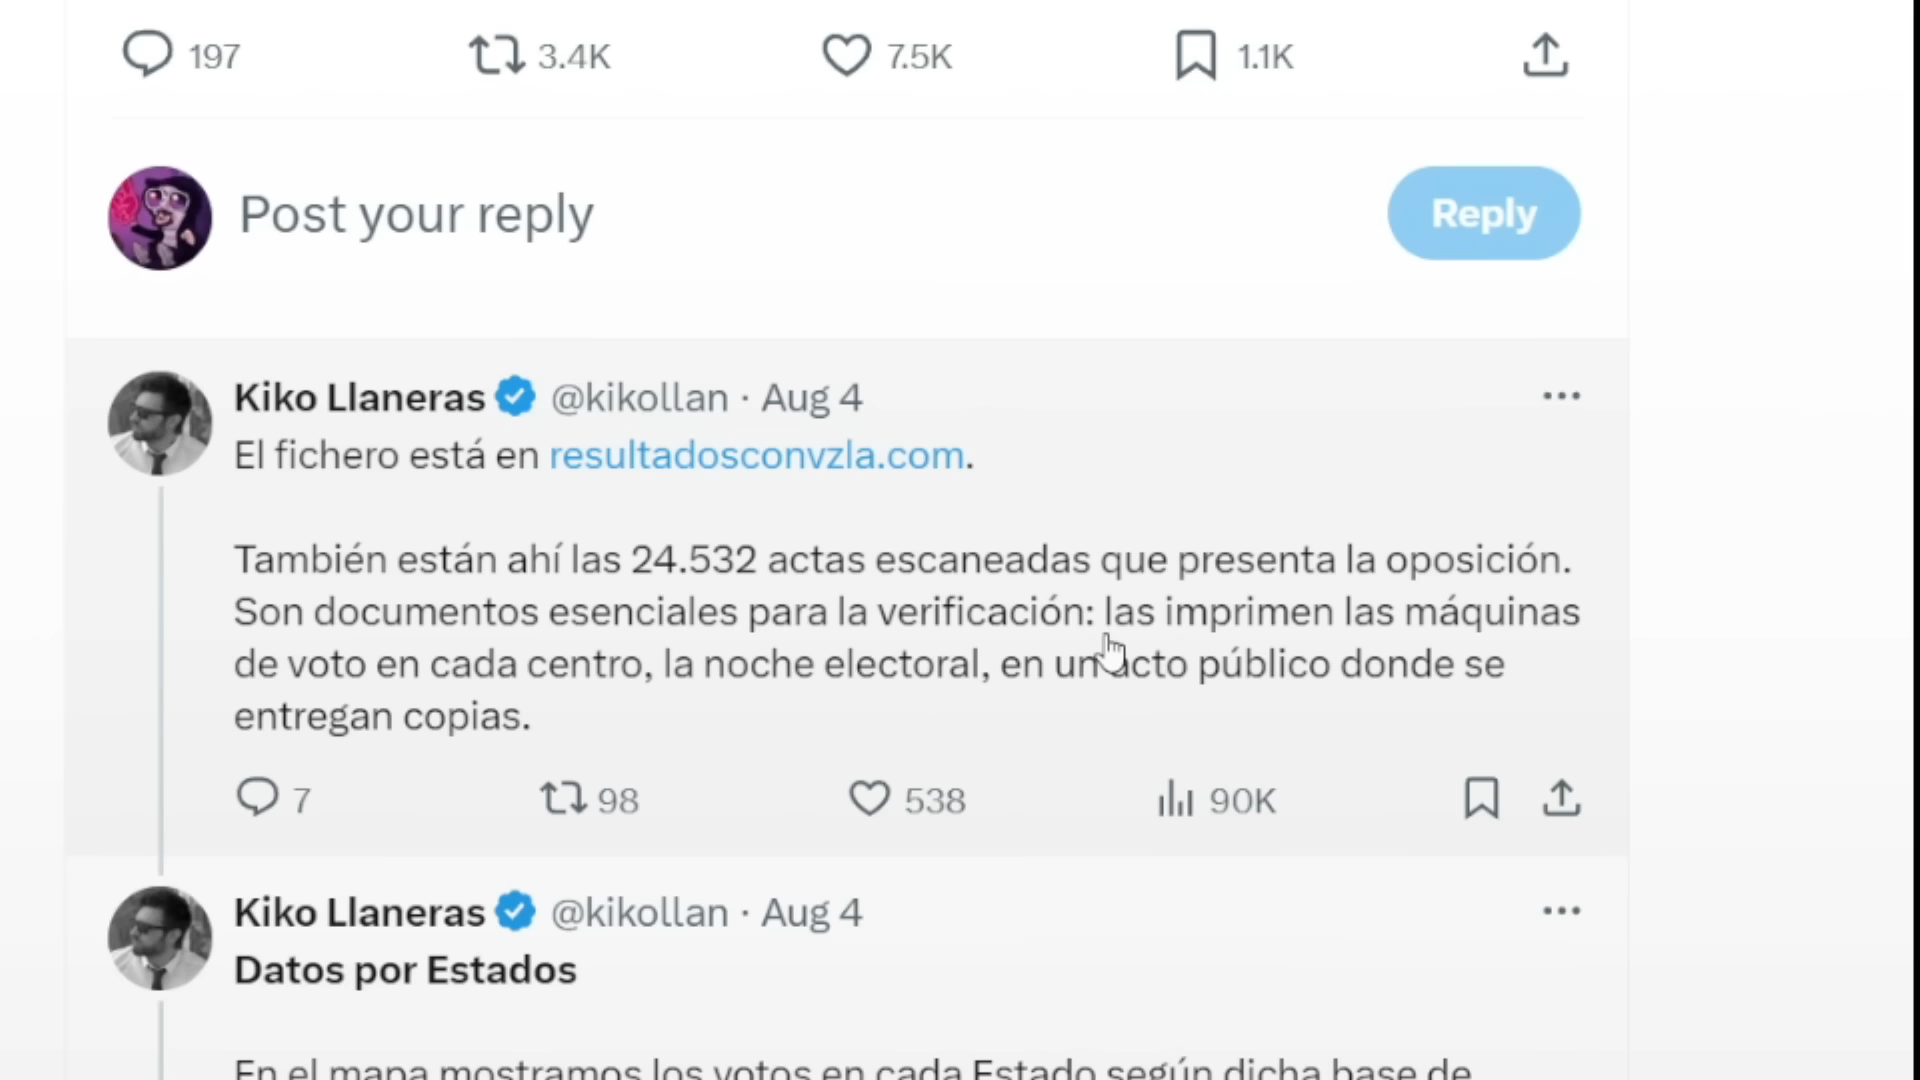 197 3.4K 7.5K 1.1K
Post your reply Reply
Kiko Llaneras @kikollan · Aug 4
El fichero está en resultadosconvzla.com.
También están ahí las 24.532 actas escaneadas que presenta la oposición.
Son documentos esenciales para la verificación: las imprimen las máquinas
de voto en cada centro, la noche electoral, en un acto público donde se
entregan copias.
7 98 538 90K
Kiko Llaneras @kikollan · Aug 4
Datos por Estados
En el mapa mostramos los votos en cada Estado según dicha base de